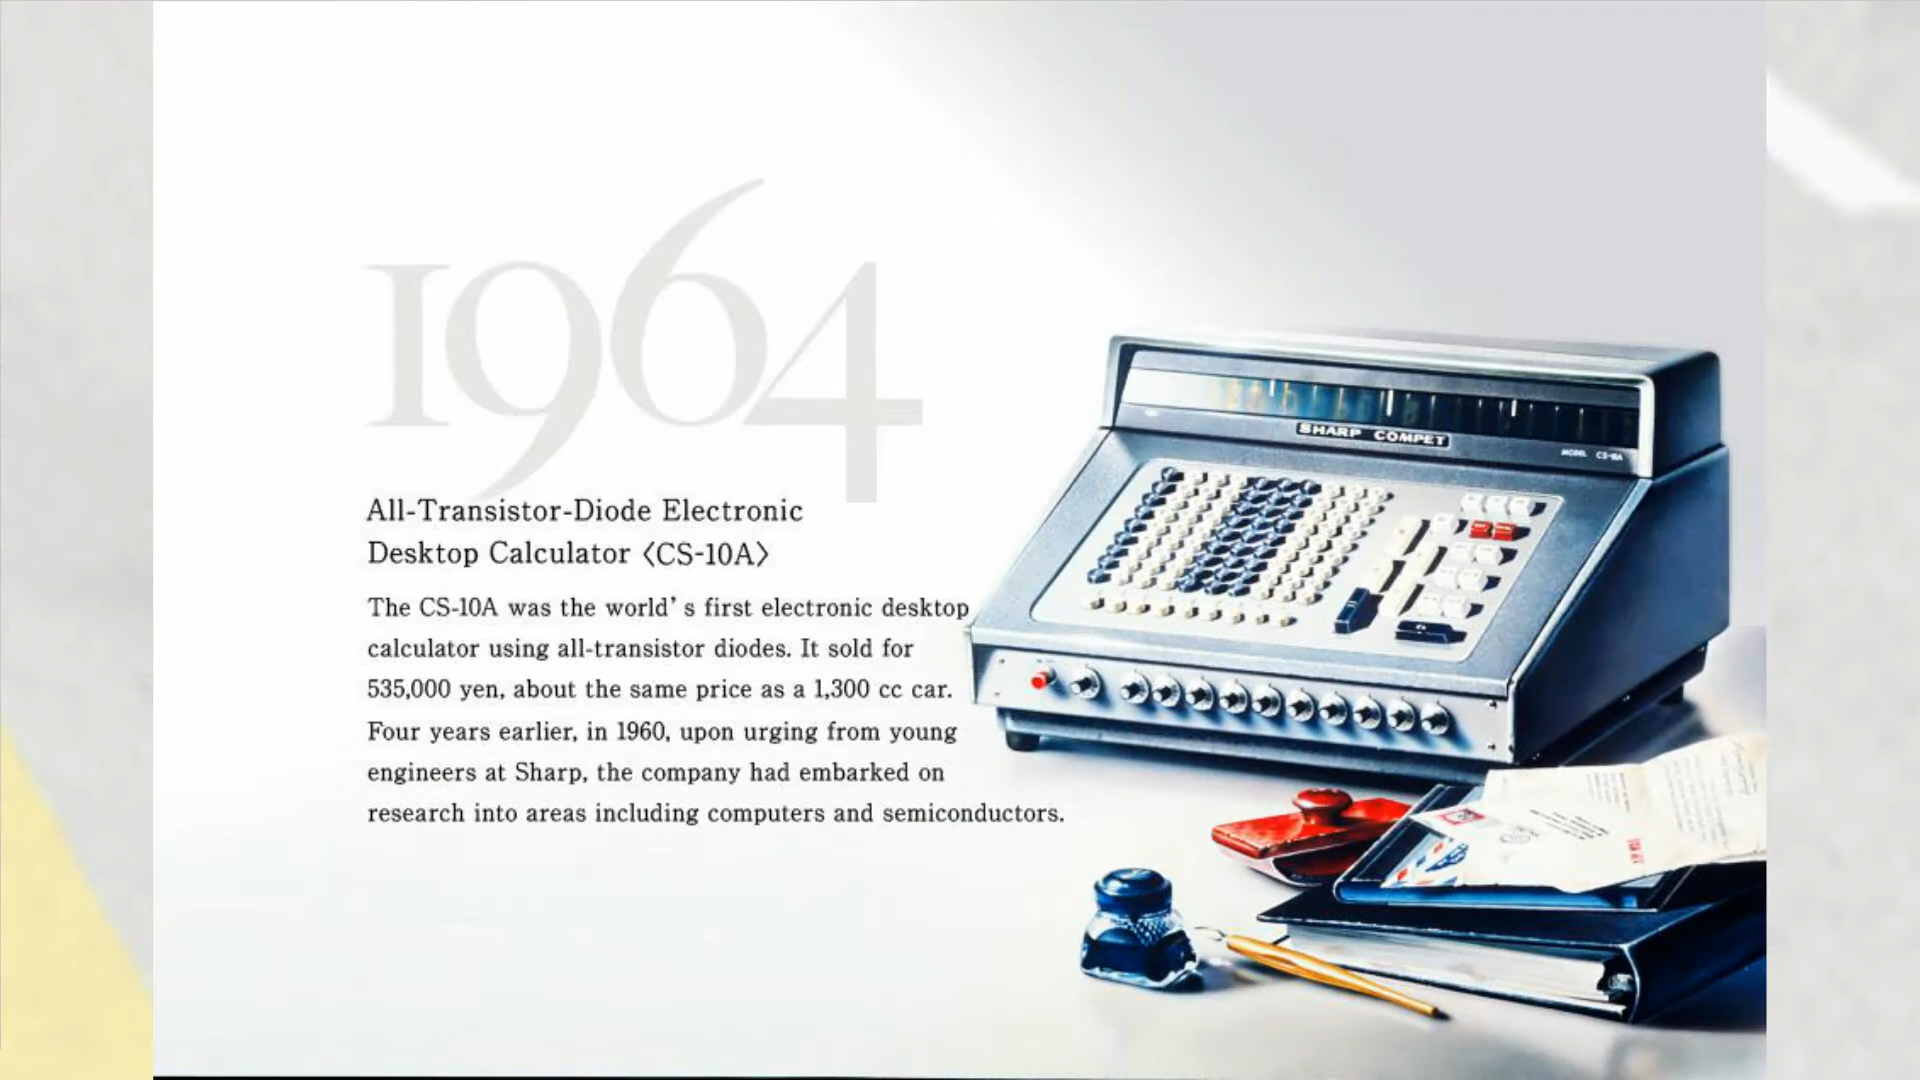 1964
All-Transistor-Diode Electronic
Desktop Calculator 〈CS-10A〉
The CS-10A was the world’s first electronic desktop
calculator using all-transistor diodes. It sold for
535,000 yen, about the same price as a 1,300 cc car.
Four years earlier, in 1960, upon urging from young
engineers at Sharp, the company had embarked on
research into areas including computers and semiconductors.
SHARP COMPET
MODEL CS-10A